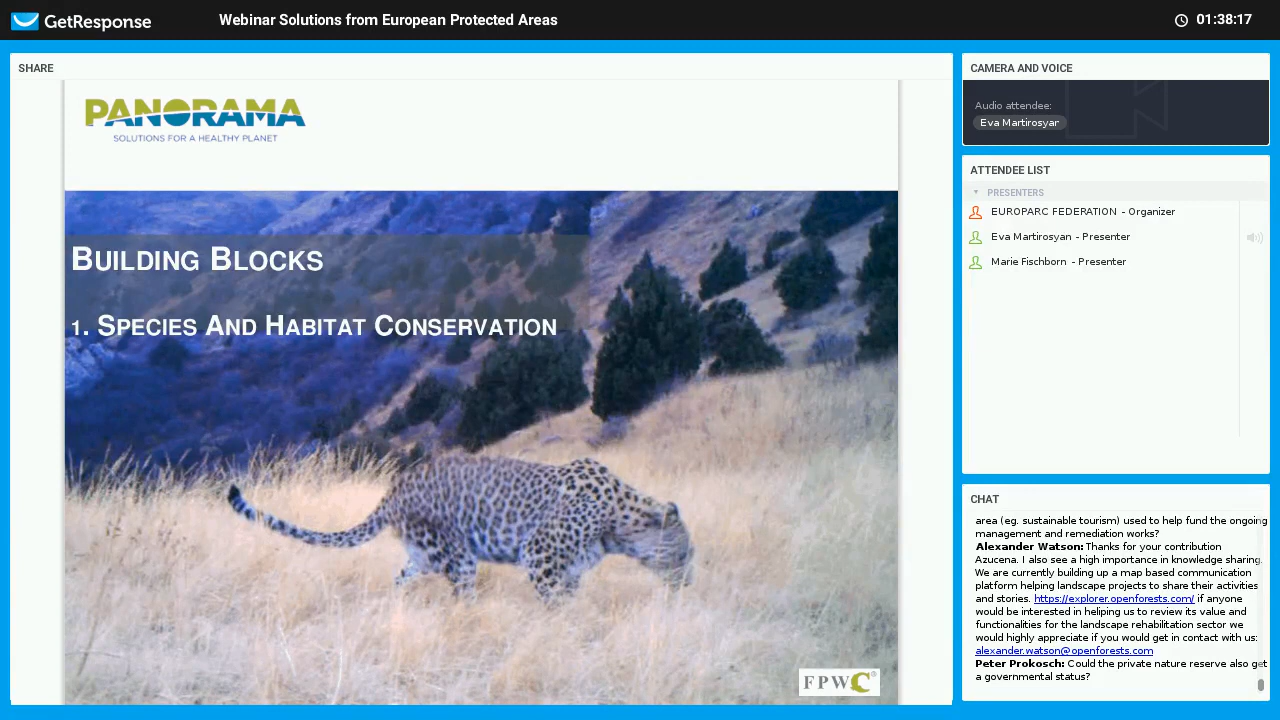 GetResponse
Webinar Solutions from European Protected Areas
01:38:17
SHARE
PANORAMA
SOLUTIONS FOR A HEALTHY PLANET
BUILDING BLOCKS
1. SPECIES AND HABITAT CONSERVATION
FPWC®
CAMERA AND VOICE
Audio attendee:
Eva Martirosyar
ATTENDEE LIST
PRESENTERS
EUROPARC FEDERATION - Organizer
Eva Martirosyan - Presenter
Marie Fischborn - Presenter
CHAT
area (eg. sustainable tourism) used to help fund the ongoing
management and remediation works?
Alexander Watson: Thanks for your contribution
Azucena. I also see a high importance in knowledge sharing.
We are currently building up a map based communication
platform helping landscape projects to share their activities
and stories. https://explorer.openforests.com/ if anyone
would be interested in heliping us to review its value and
functionalities for the landscape rehabilitation sector we
would highly appreciate if you would get in contact with us:
alexander.watson@openforests.com
Peter Prokosch: Could the private nature reserve also get
a governmental status?